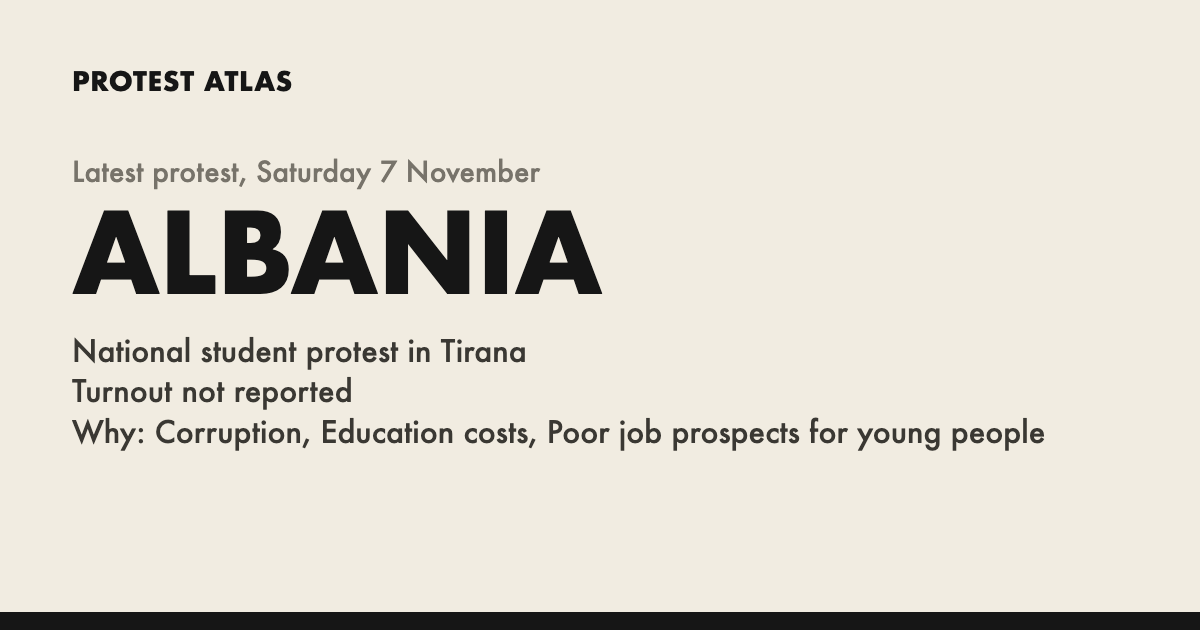 PROTEST ATLAS
Latest protest, Saturday 7 November
ALBANIA
National student protest in Tirana
Turnout not reported
Why: Corruption, Education costs, Poor job prospects for young people